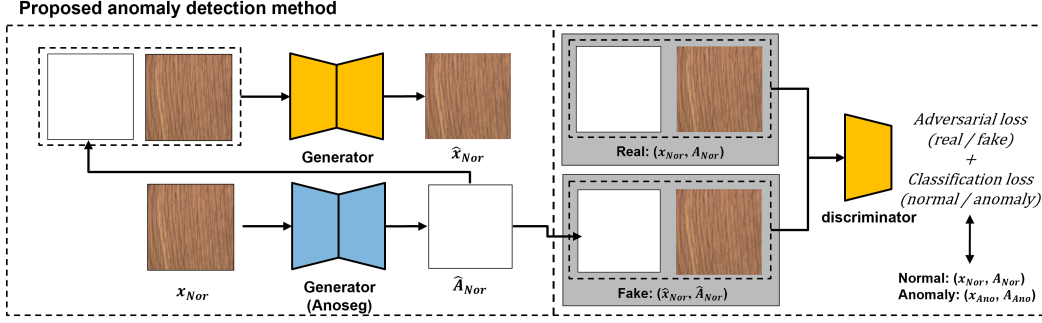 Proposed anomaly detection method
Generator
x̂_Nor
x_Nor
Generator
(Anoseg)
Â_Nor
Real: (x_Nor, A_Nor)
Fake: (x̂_Nor, Â_Nor)
discriminator
Adversarial loss
(real / fake)
+
Classification loss
(normal / anomaly)
Normal: (x_Nor, A_Nor)
Anomaly: (x_Ano, A_Ano)